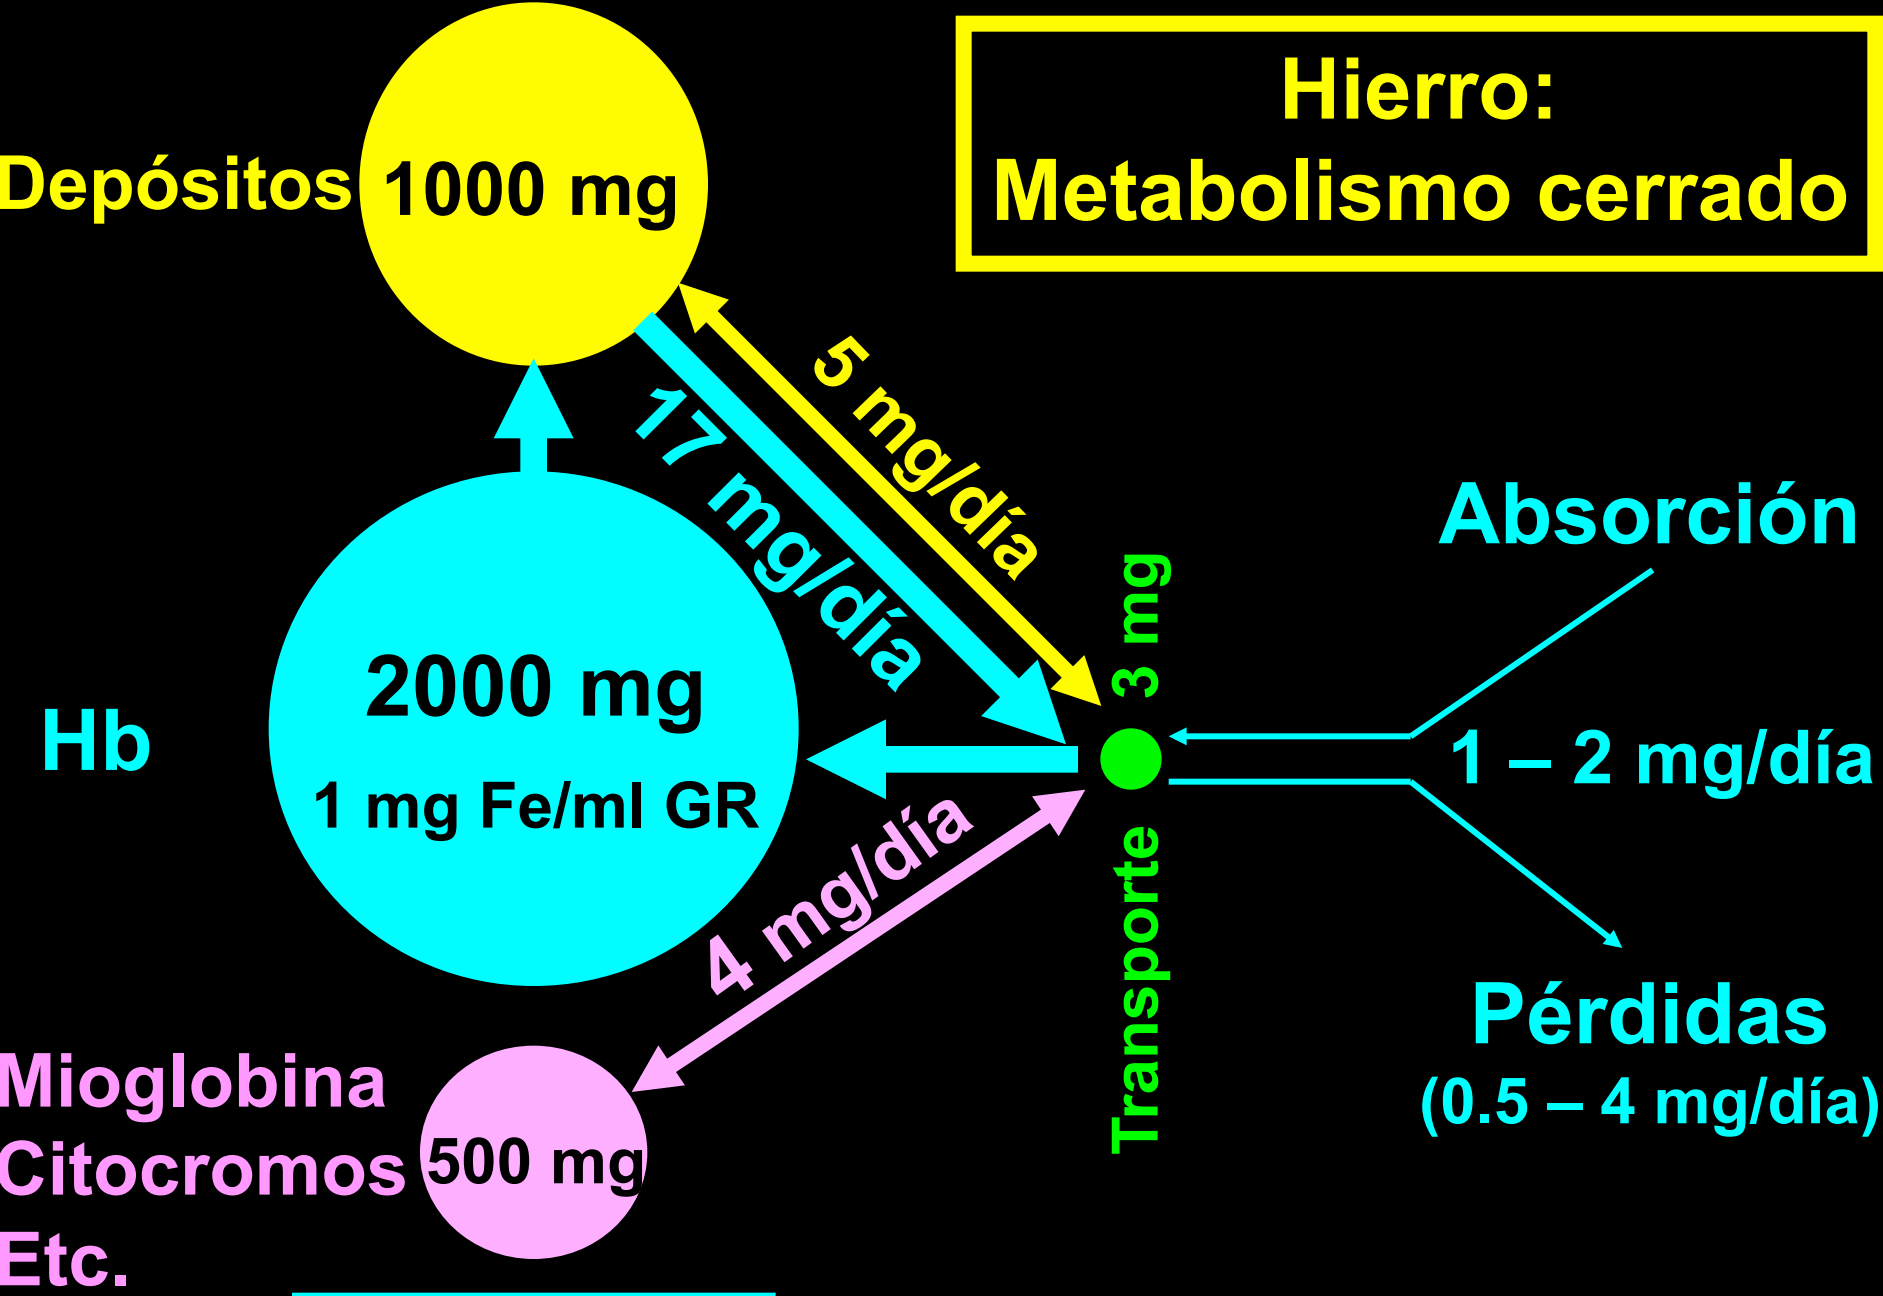 Hierro:
Metabolismo cerrado
Depósitos
1000 mg
5 mg/día
17 mg/día
Hb
2000 mg
1 mg Fe/ml GR
Transporte 3 mg
Absorción
1 – 2 mg/día
Pérdidas
(0.5 – 4 mg/día)
4 mg/día
Mioglobina
Citocromos
Etc.
500 mg